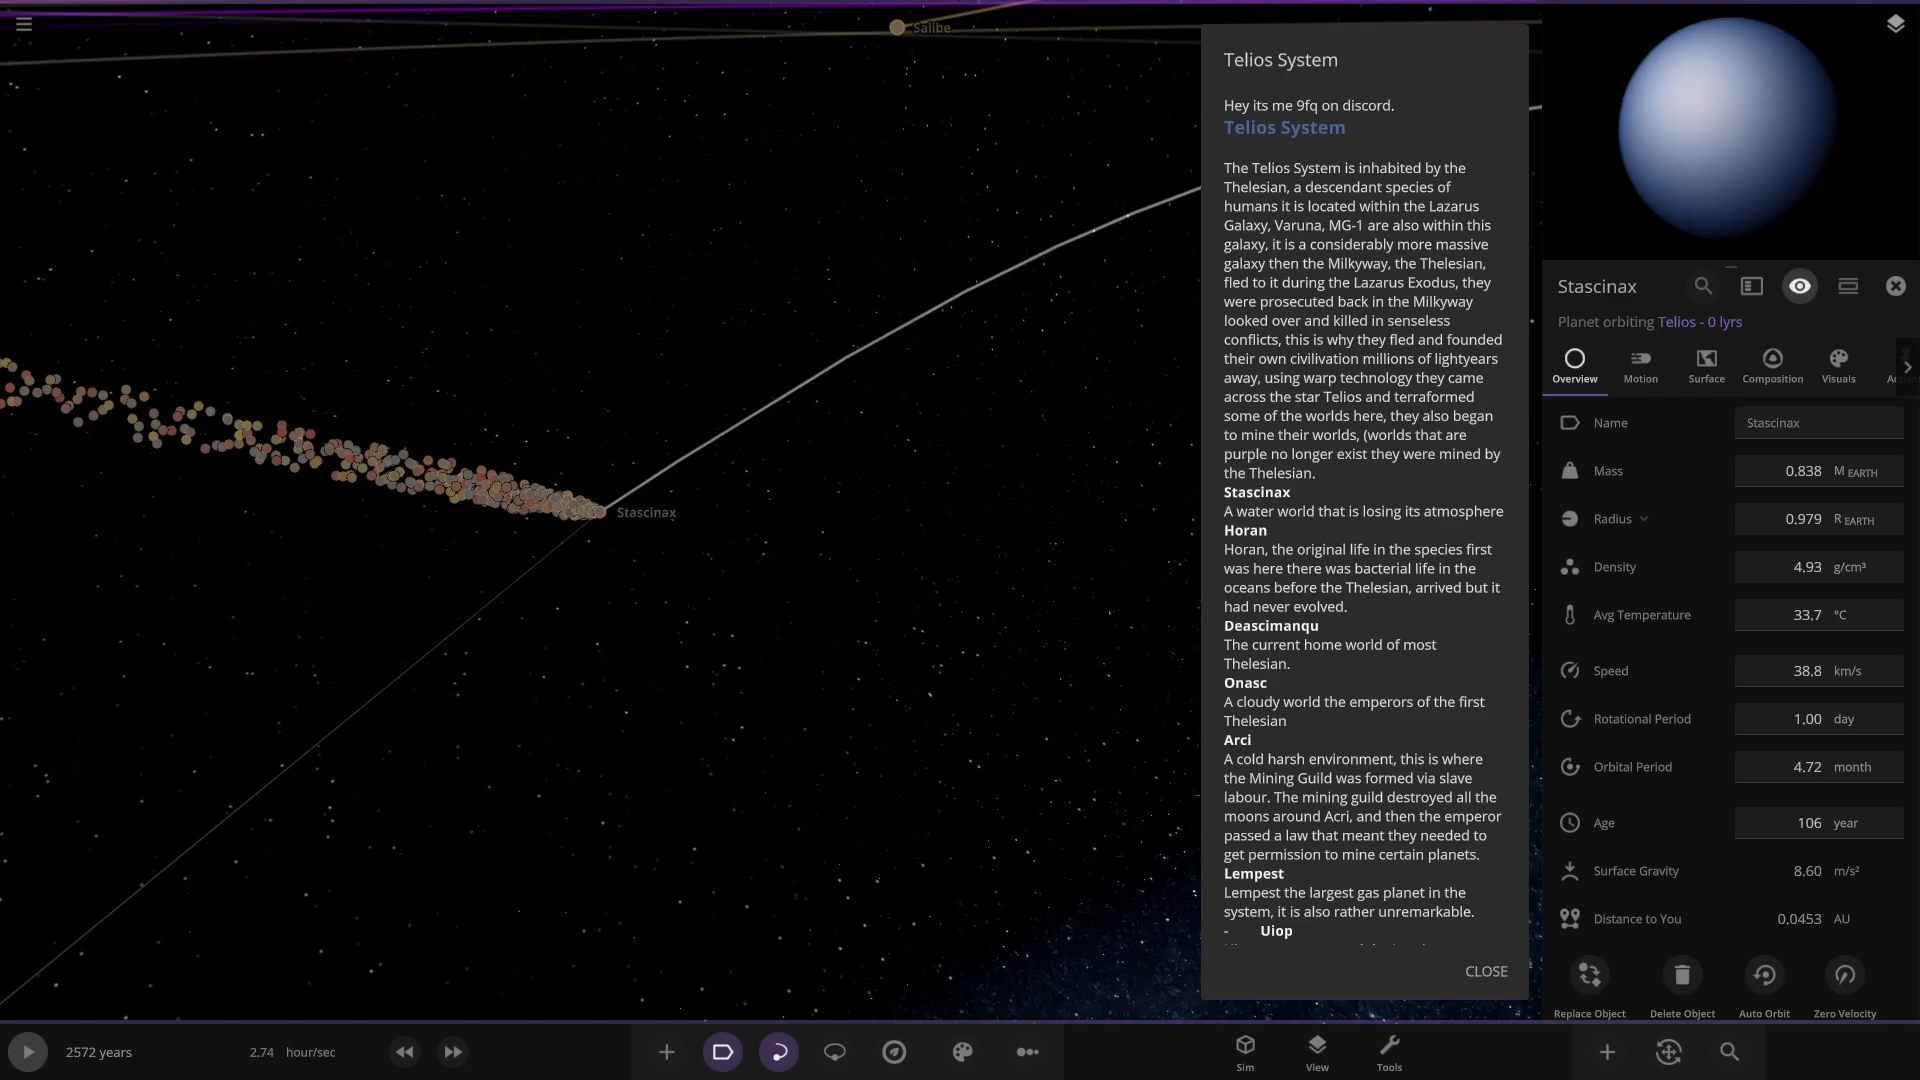 Salibe
Stascinax
Telios System
Hey its me 9fq on discord.
Telios System
The Telios System is inhabited by the
Thelesian, a descendant species of
humans it is located within the Lazarus
Galaxy, Varuna, MG-1 are also within this
galaxy, it is a considerably more massive
galaxy then the Milkyway, the Thelesian,
fled to it during the Lazarus Exodus, they
were prosecuted back in the Milkyway
looked over and killed in senseless
conflicts, this is why they fled and founded
their own civilivation millions of lightyears
away, using warp technology they came
across the star Telios and terraformed
some of the worlds here, they also began
to mine their worlds, (worlds that are
purple no longer exist they were mined by
the Thelesian.
Stascinax
A water world that is losing its atmosphere
Horan
Horan, the original life in the species first
was here there was bacterial life in the
oceans before the Thelesian, arrived but it
had never evolved.
Deascimanqu
The current home world of most
Thelesian.
Onasc
A cloudy world the emperors of the first
Thelesian
Arci
A cold harsh environment, this is where
the Mining Guild was formed via slave
labour. The mining guild destroyed all the
moons around Acri, and then the emperor
passed a law that meant they needed to
get permission to mine certain planets.
Lempest
Lempest the largest gas planet in the
system, it is also rather unremarkable.
- Uiop
CLOSE
Stascinax
Planet orbiting Telios - 0 lyrs
Overview Motion Surface Composition Visuals
Name Stascinax
Mass 0.838 M EARTH
Radius 0.979 R EARTH
Density 4.93 g/cm³
Avg Temperature 33.7 °C
Speed 38.8 km/s
Rotational Period 1.00 day
Orbital Period 4.72 month
Age 106 year
Surface Gravity 8.60 m/s²
Distance to You 0.0453 AU
Replace Object Delete Object Auto Orbit Zero Velocity
2572 years 2.74 hour/sec
Sim View Tools